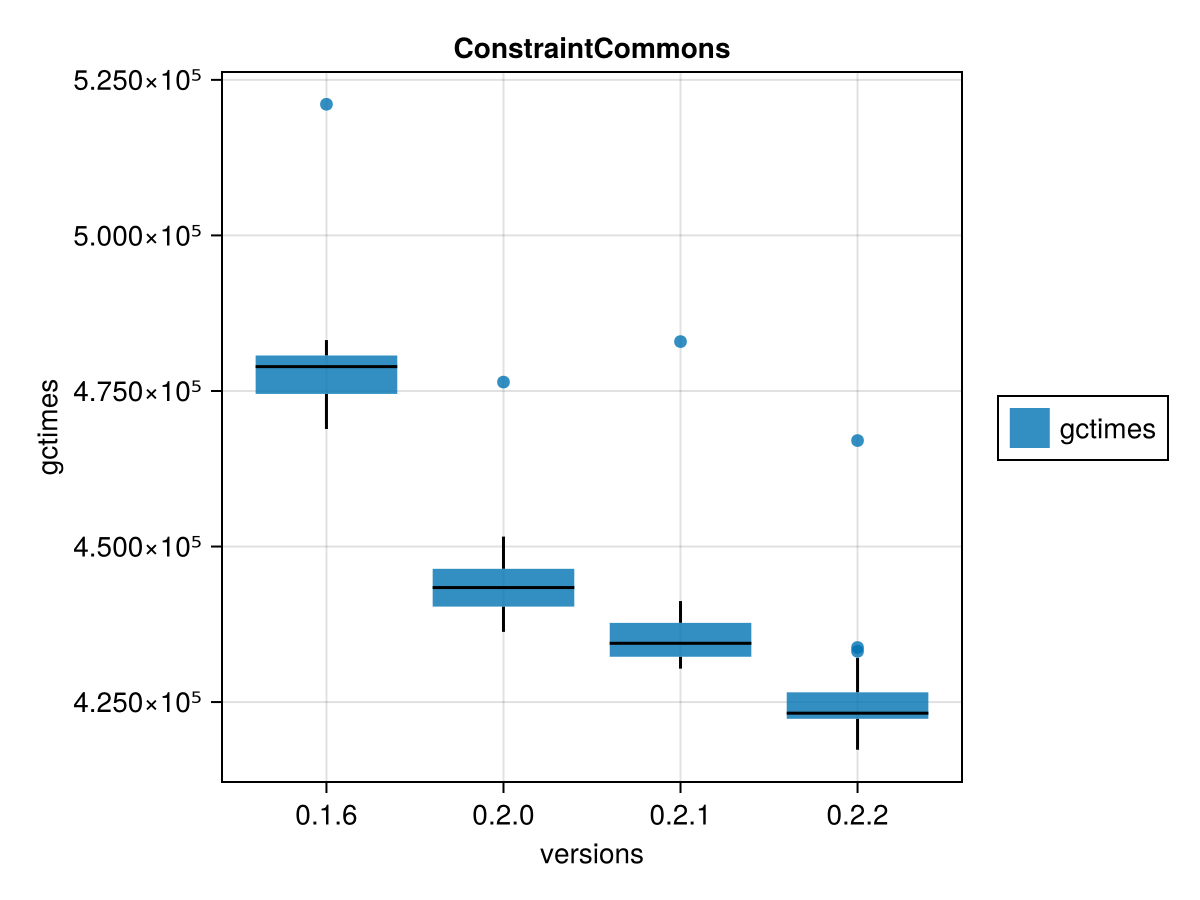 ConstraintCommons
5.250×10⁵
5.000×10⁵
4.750×10⁵
4.500×10⁵
4.250×10⁵
gctimes
0.1.6 0.2.0 0.2.1 0.2.2
versions
gctimes